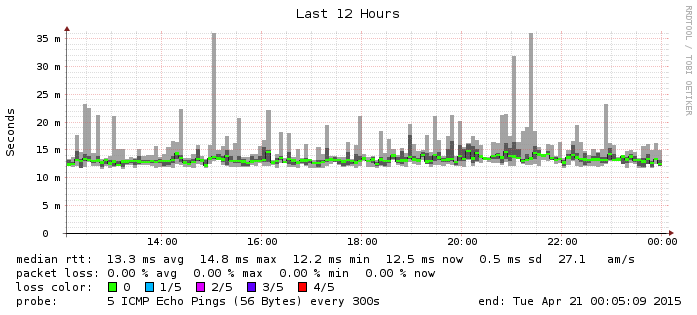 Last 12 Hours
RRDTOOL / TOBI OETIKER
Seconds
35 m
30 m
25 m
20 m
15 m
10 m
5 m
0
14:00 16:00 18:00 20:00 22:00 00:00
median rtt: 13.3 ms avg 14.8 ms max 12.2 ms min 12.5 ms now 0.5 ms sd 27.1 am/s
packet loss: 0.00 % avg 0.00 % max 0.00 % min 0.00 % now
loss color: 0 1/5 2/5 3/5 4/5
probe: 5 ICMP Echo Pings (56 Bytes) every 300s end: Tue Apr 21 00:05:09 2015